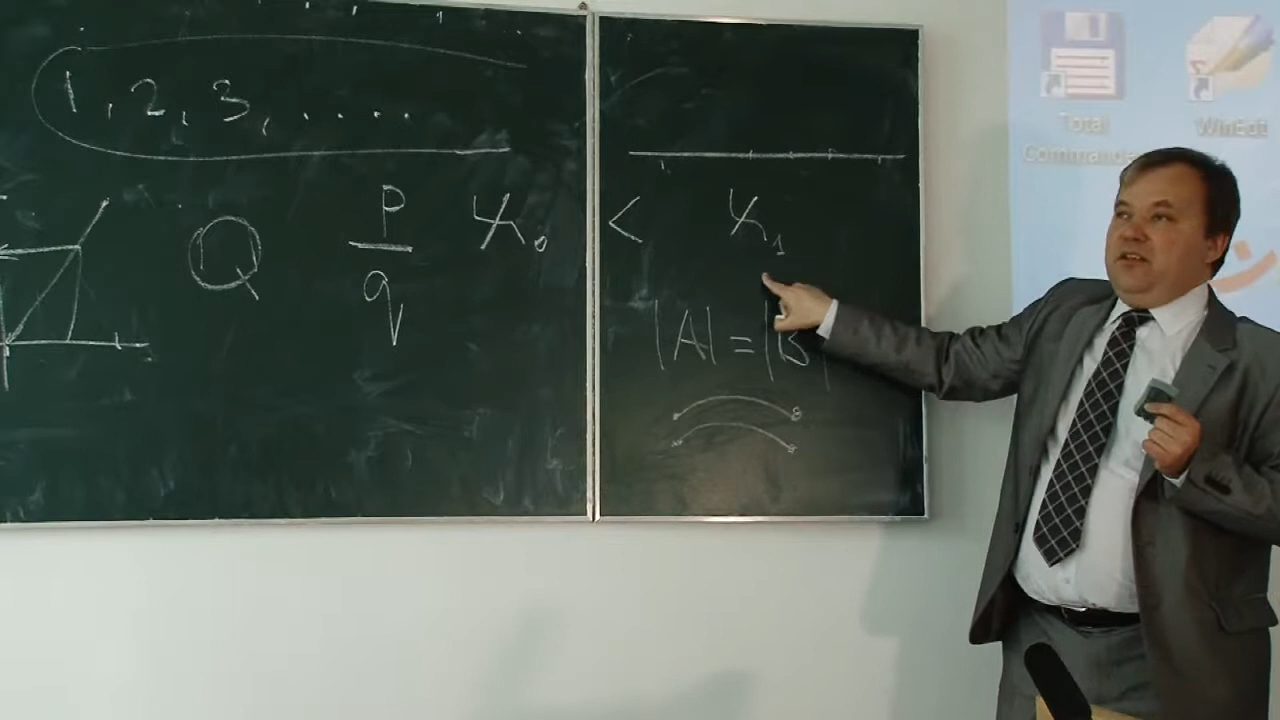 1, 2, 3, .....
Q p/q ℵ₀ < ℵ₁
|A| = |B|
Total Commander
WinEdt